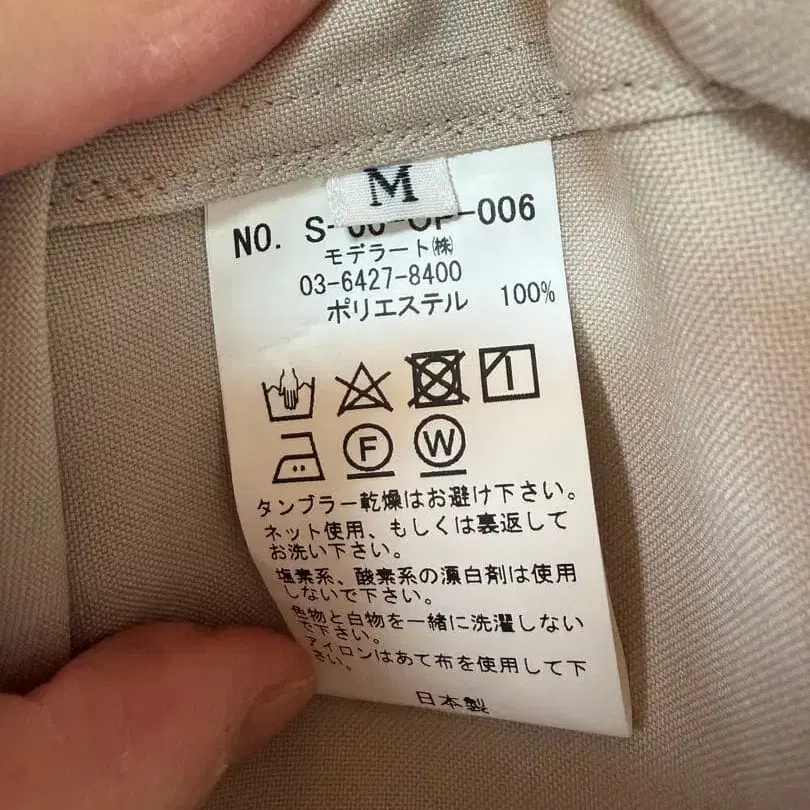 M
NO. S- -006
モデラート㈱
03-6427-8400
ポリエステル 100%
F W
タンブラー乾燥はお避け下さい。
ネット使用、もしくは裏返して
お洗い下さい。
塩素系、酸素系の漂白剤は使用
しないで下さい。
色物と白物を一緒に洗濯しない
で下さい。
アイロンはあて布を使用して下
さい。
日本製